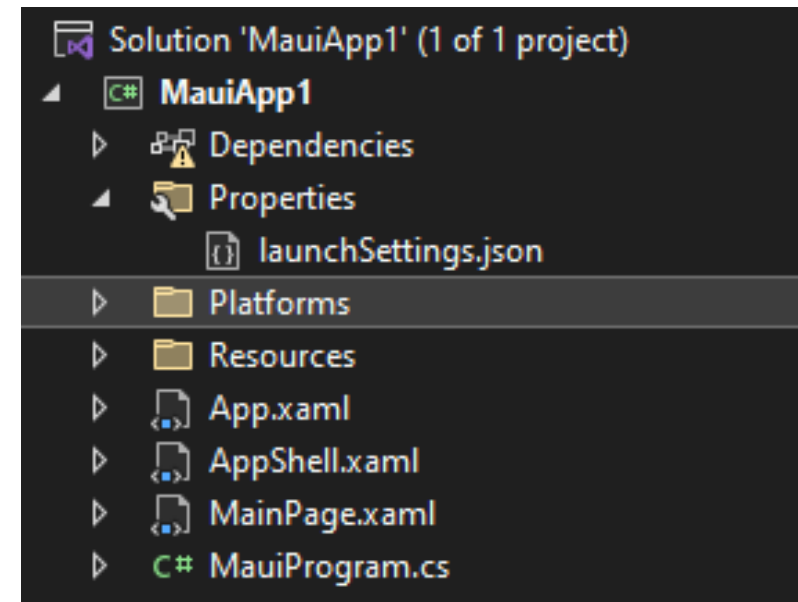 Solution 'MauiApp1' (1 of 1 project)
C# MauiApp1
Dependencies
Properties
{} launchSettings.json
Platforms
Resources
App.xaml
AppShell.xaml
MainPage.xaml
C# MauiProgram.cs